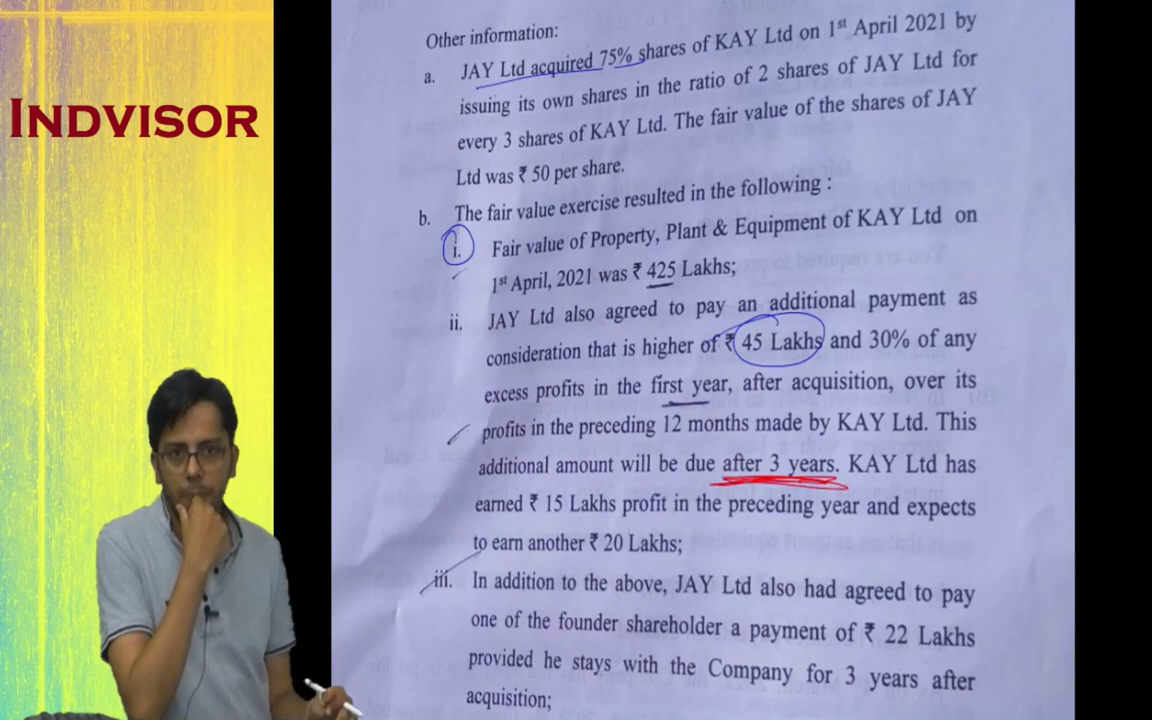 INDVISOR
Other information:
a. JAY Ltd acquired 75% shares of KAY Ltd on 1st April 2021 by
issuing its own shares in the ratio of 2 shares of JAY Ltd for
every 3 shares of KAY Ltd. The fair value of the shares of JAY
Ltd was ₹ 50 per share.
b. The fair value exercise resulted in the following :
i. Fair value of Property, Plant & Equipment of KAY Ltd on
1st April, 2021 was ₹ 425 Lakhs;
ii. JAY Ltd also agreed to pay an additional payment as
consideration that is higher of ₹ 45 Lakhs and 30% of any
excess profits in the first year, after acquisition, over its
profits in the preceding 12 months made by KAY Ltd. This
additional amount will be due after 3 years. KAY Ltd has
earned ₹ 15 Lakhs profit in the preceding year and expects
to earn another ₹ 20 Lakhs;
iii. In addition to the above, JAY Ltd also had agreed to pay
one of the founder shareholder a payment of ₹ 22 Lakhs
provided he stays with the Company for 3 years after
acquisition;